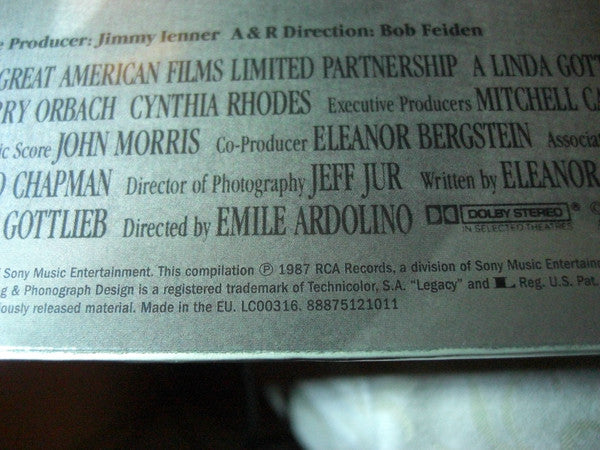 e Producer: Jimmy Ienner A & R Direction: Bob Feiden
GREAT AMERICAN FILMS LIMITED PARTNERSHIP A LINDA GOTT
RRY ORBACH CYNTHIA RHODES Executive Producers MITCHELL CA
ic Score JOHN MORRIS Co-Producer ELEANOR BERGSTEIN Associat
D CHAPMAN Director of Photography JEFF JUR Written by ELEANOR
GOTTLIEB Directed by EMILE ARDOLINO DOLBY STEREO ® ©
IN SELECTED THEATRES
Sony Music Entertainment. This compilation ℗ 1987 RCA Records, a division of Sony Music Entertainm
g & Phonograph Design is a registered trademark of Technicolor, S.A. "Legacy" and L Reg. U.S. Pat.
iously released material. Made in the EU. LC00316. 88875121011